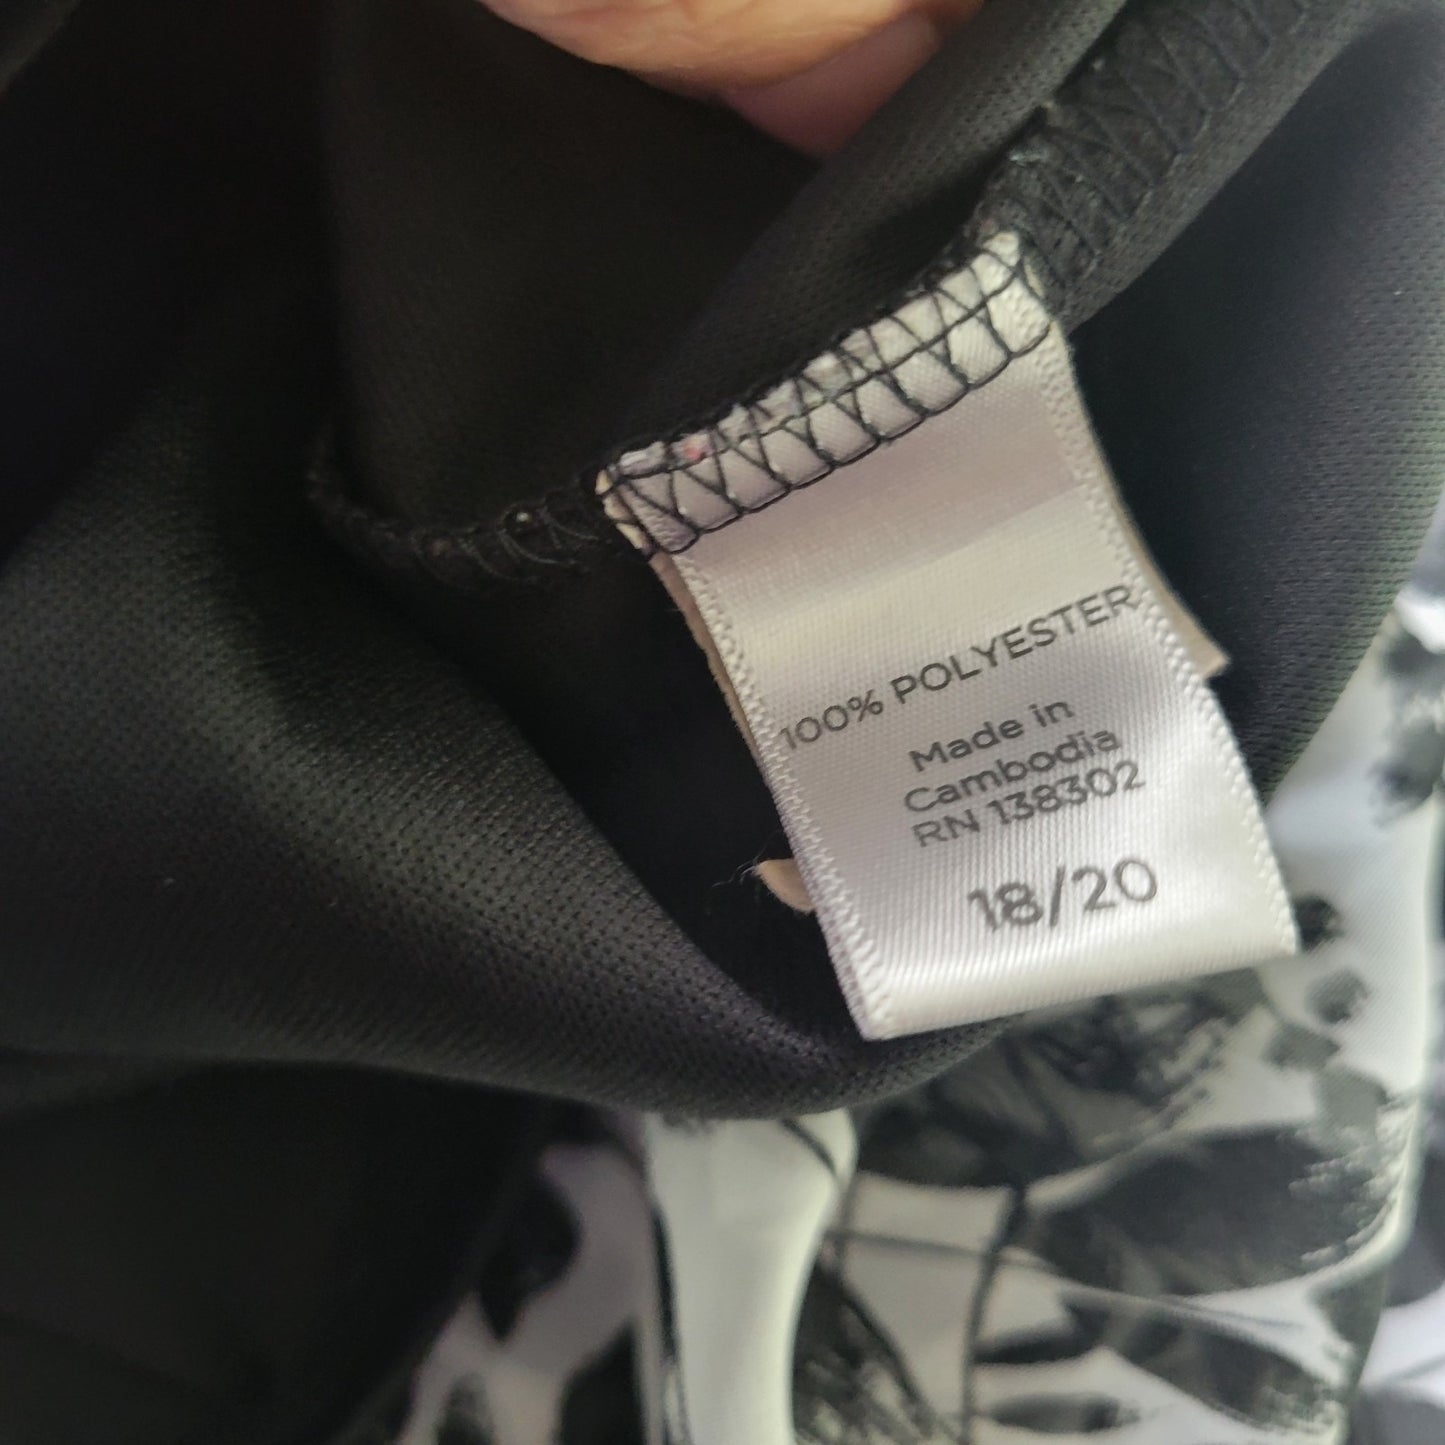 100% POLYESTER
Made in
Cambodia
RN 138302
18/20